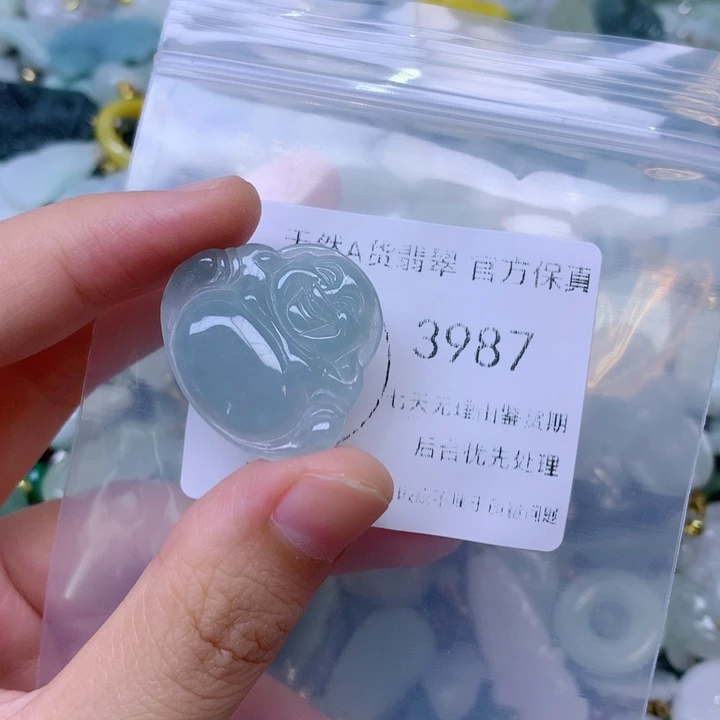 天然A货翡翠 官方保真
3987
七天无理由鉴赏期
后台优先处理